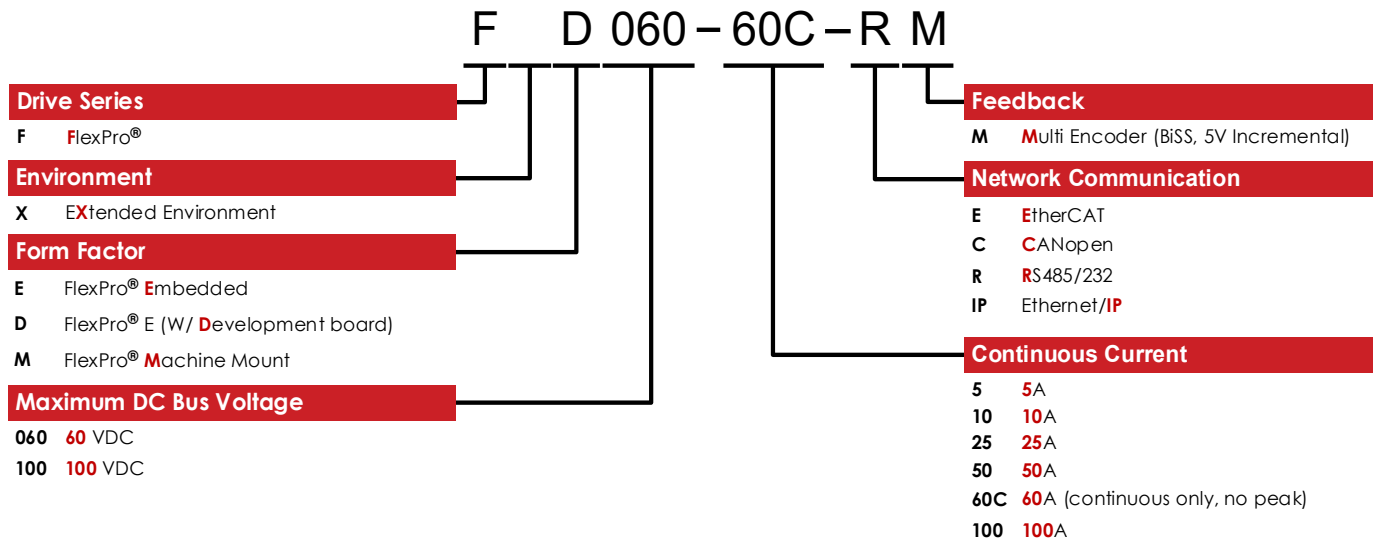 F D 060 – 60C – R M
Drive Series
F FlexPro®
Environment
X EXtended Environment
Form Factor
E FlexPro® Embedded
D FlexPro® E (W/ Development board)
M FlexPro® Machine Mount
Maximum DC Bus Voltage
060 60 VDC
100 100 VDC
Feedback
M Multi Encoder (BiSS, 5V Incremental)
Network Communication
E EtherCAT
C CANopen
R RS485/232
IP Ethernet/IP
Continuous Current
5 5A
10 10A
25 25A
50 50A
60C 60A (continuous only, no peak)
100 100A